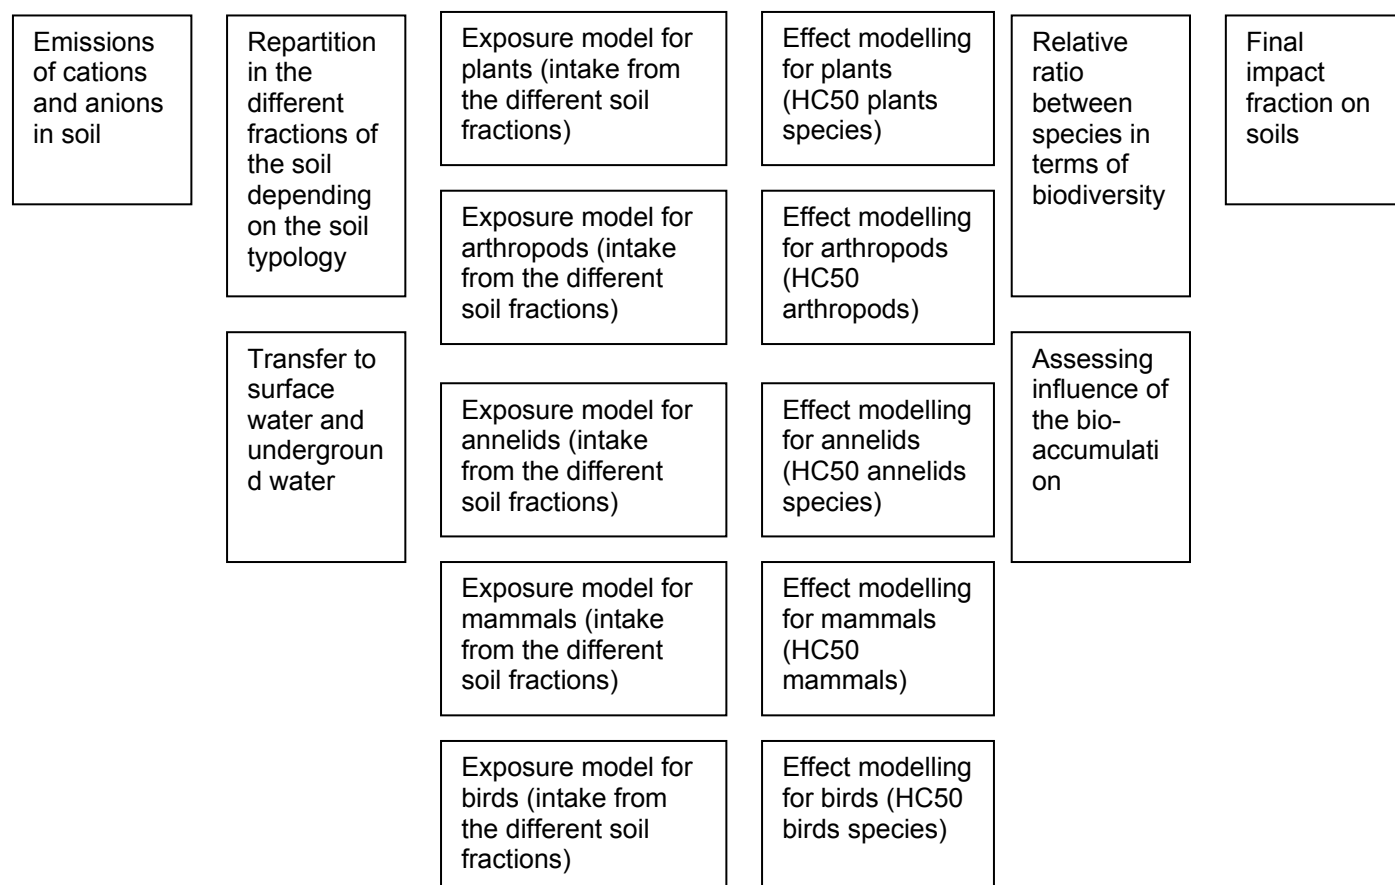 Emissions
of cations
and anions
in soil
Repartition
in the
different
fractions of
the soil
depending
on the soil
typology
Transfer to
surface
water and
undergroun
d water
Exposure model for
plants (intake from
the different soil
fractions)
Exposure model for
arthropods (intake
from the different
soil fractions)
Exposure model for
annelids (intake
from the different
soil fractions)
Exposure model for
mammals (intake
from the different
soil fractions)
Exposure model for
birds (intake from
the different soil
fractions)
Effect modelling
for plants
(HC50 plants
species)
Effect modelling
for arthropods
(HC50
arthropods)
Effect modelling
for annelids
(HC50 annelids
species)
Effect modelling
for mammals
(HC50
mammals)
Effect modelling
for birds (HC50
birds species)
Relative
ratio
between
species in
terms of
biodiversity
Assessing
influence of
the bio-
accumulati
on
Final
impact
fraction on
soils